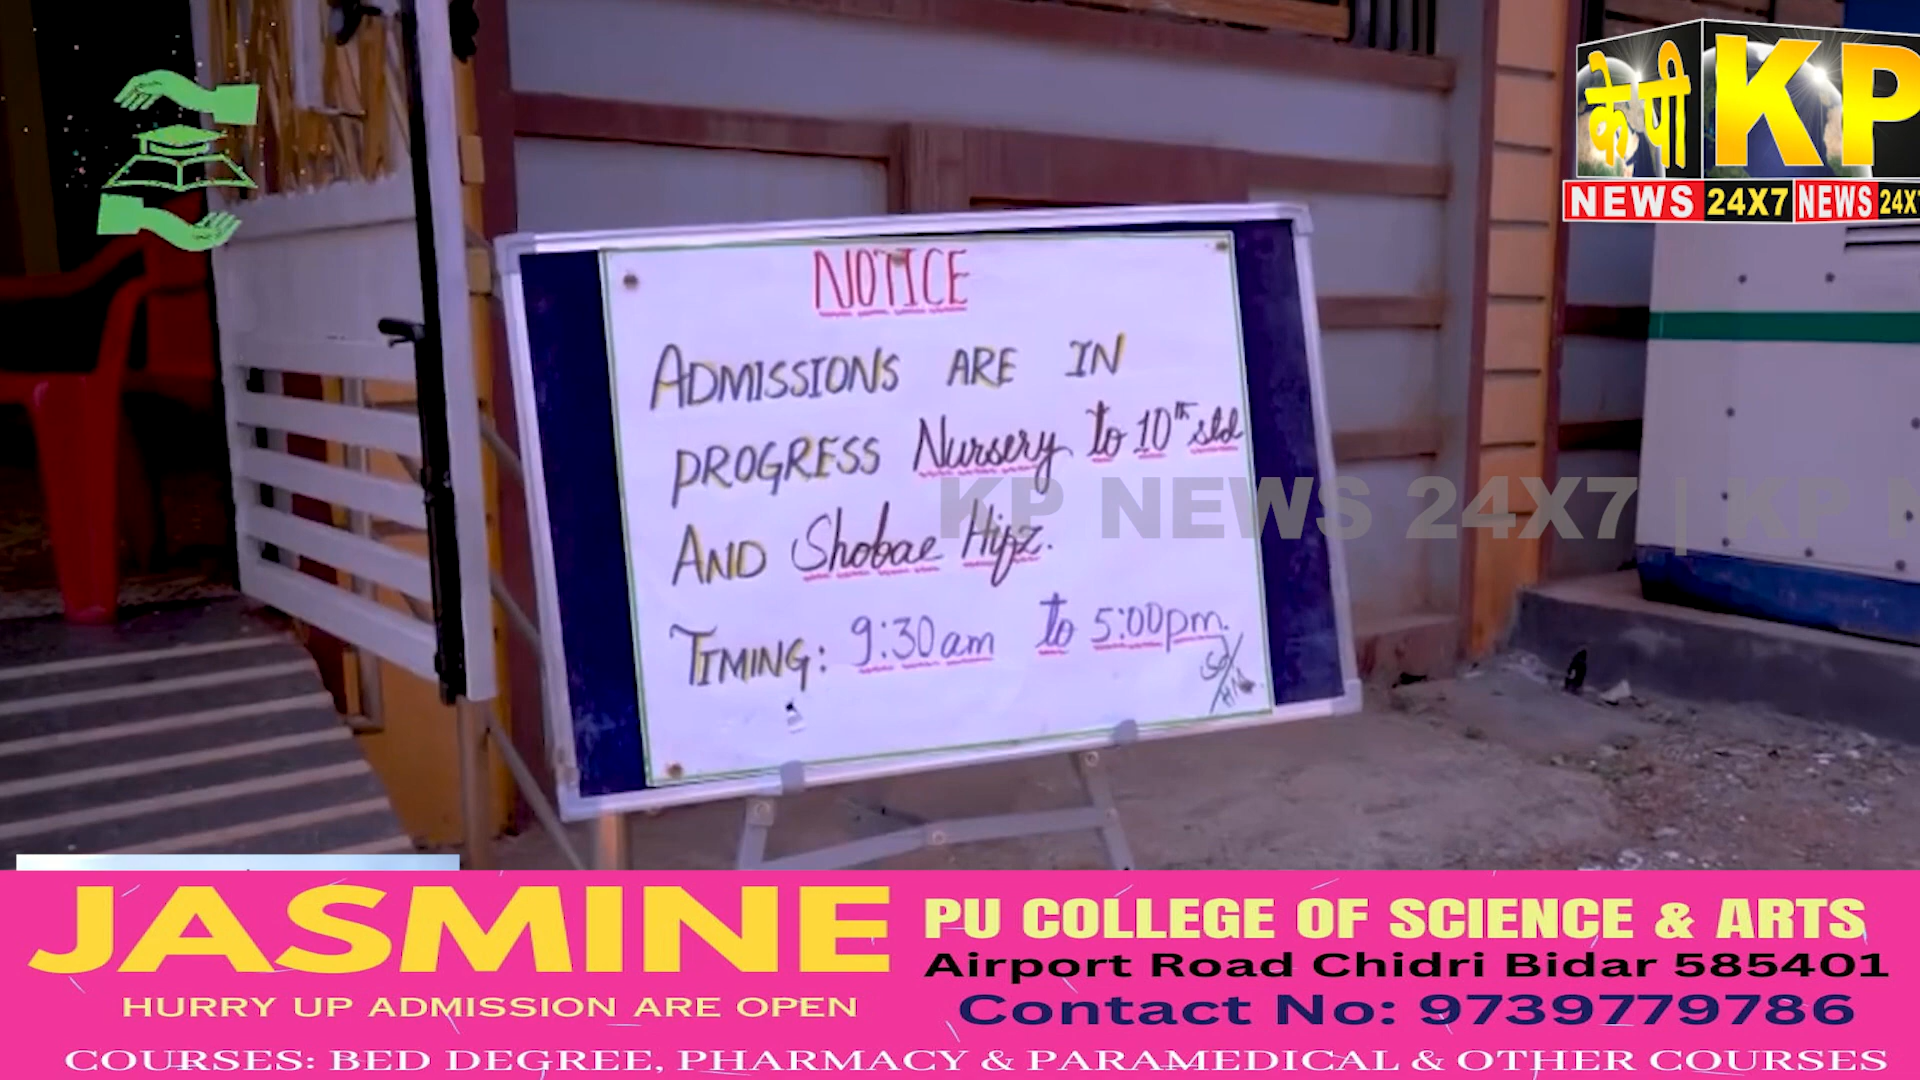 केपी KP
NEWS 24X7 NEWS 24X7
NOTICE
ADMISSIONS ARE IN
PROGRESS Nursery to 10th std
AND Shobae Hifz.
TIMING: 9:30am to 5:00pm.
KP NEWS 24X7 | KP N
JASMINE
HURRY UP ADMISSION ARE OPEN
PU COLLEGE OF SCIENCE & ARTS
Airport Road Chidri Bidar 585401
Contact No: 9739779786
COURSES: BED DEGREE, PHARMACY & PARAMEDICAL & OTHER COURSES